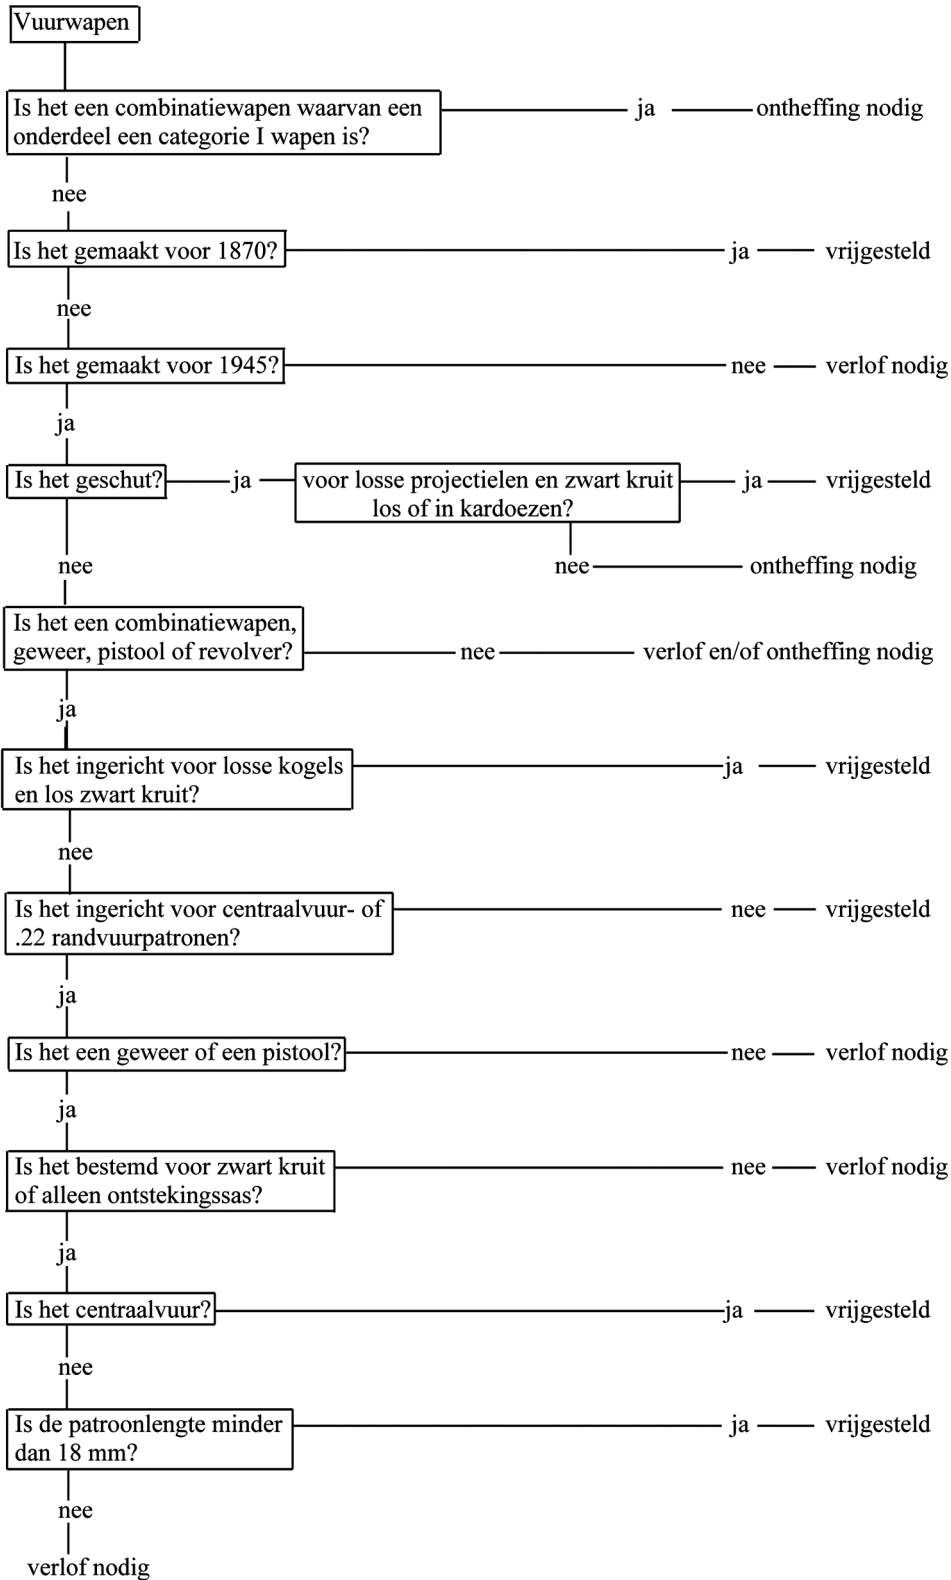 Vuurwapen
Is het een combinatiewapen waarvan een
onderdeel een categorie I wapen is?
ja
ontheffing nodig
nee
Is het gemaakt voor 1870?
ja
vrijgesteld
nee
Is het gemaakt voor 1945?
nee
verlof nodig
ja
Is het geschut?
ja
voor losse projectielen en zwart kruit
los of in kardoezen?
ja
vrijgesteld
nee
nee
ontheffing nodig
Is het een combinatiewapen,
geweer, pistool of revolver?
nee
verlof en/of ontheffing nodig
ja
Is het ingericht voor losse kogels
en los zwart kruit?
ja
vrijgesteld
nee
Is het ingericht voor centraalvuur- of
.22 randvuurpatronen?
nee
vrijgesteld
ja
Is het een geweer of een pistool?
nee
verlof nodig
ja
Is het bestemd voor zwart kruit
of alleen ontstekingssas?
nee
verlof nodig
ja
Is het centraalvuur?
ja
vrijgesteld
nee
Is de patroonlengte minder
dan 18 mm?
ja
vrijgesteld
nee
verlof nodig